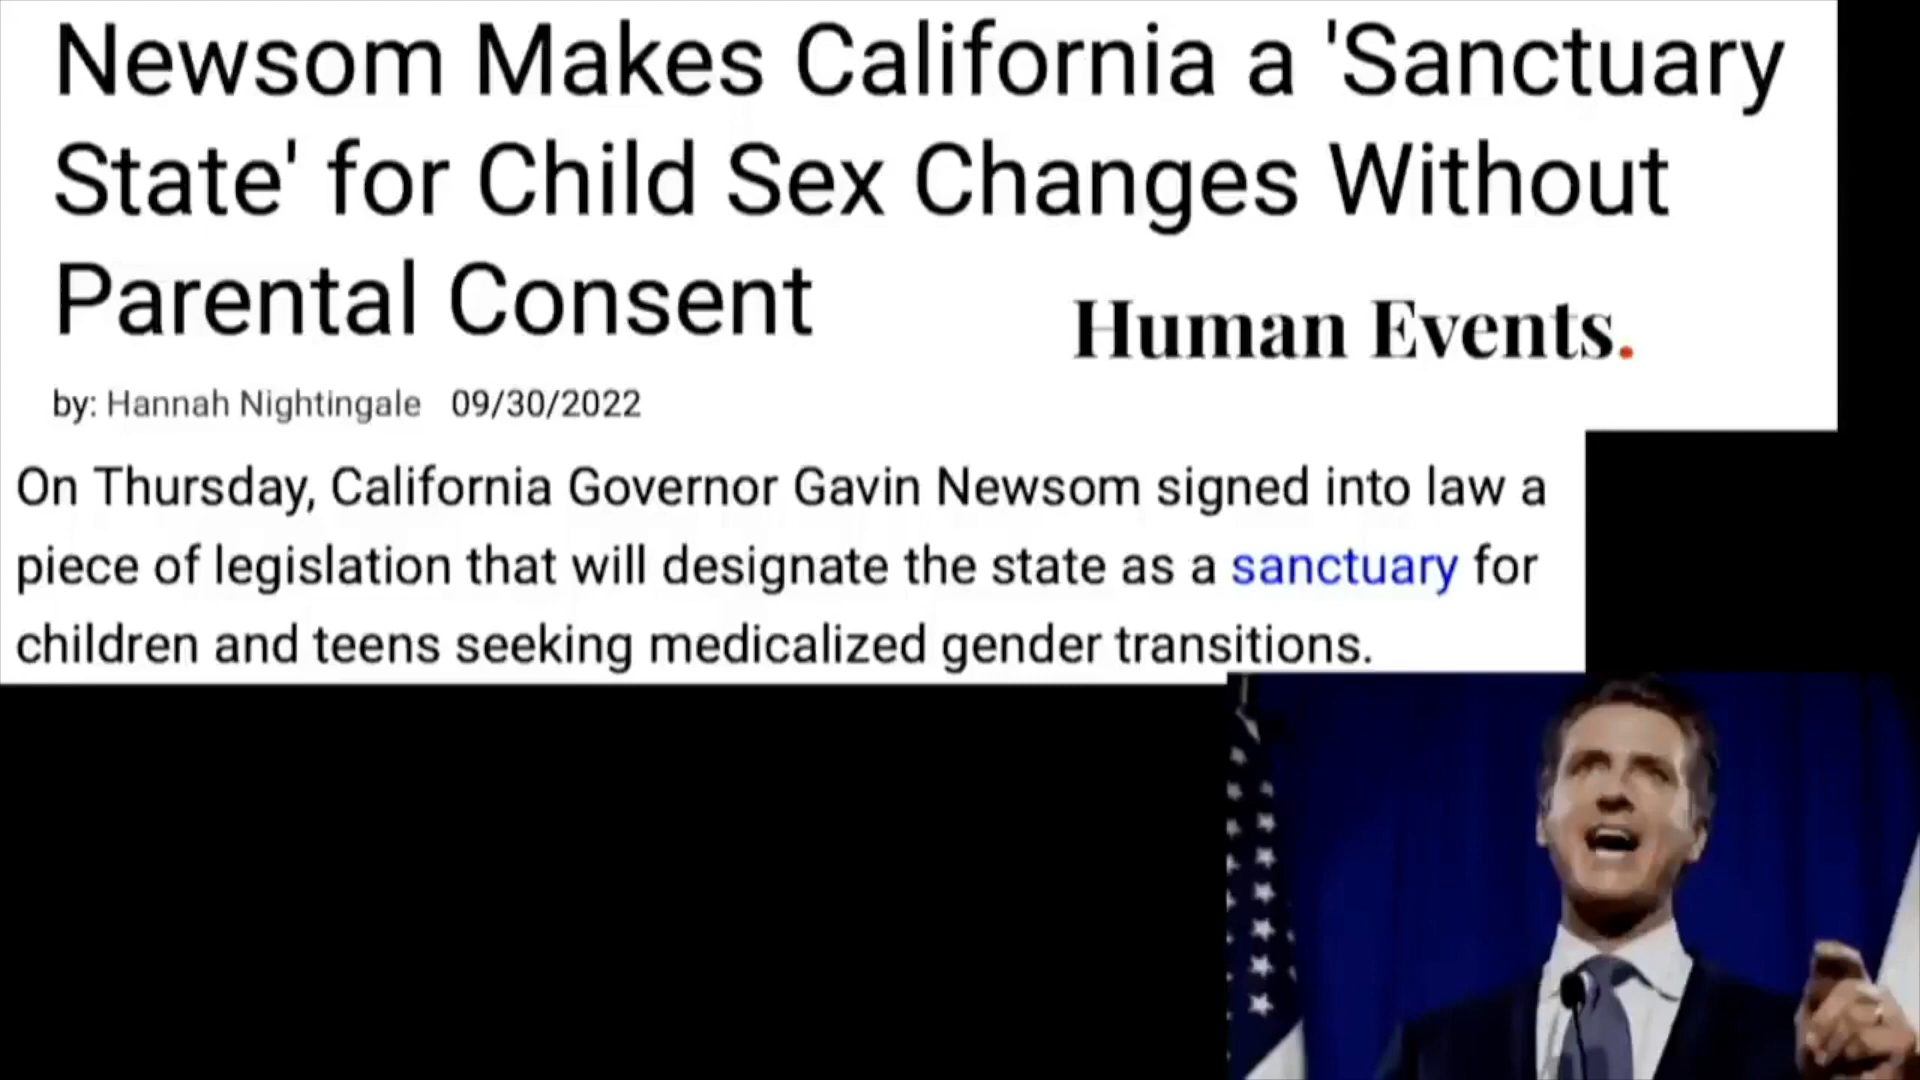 Newsom Makes California a 'Sanctuary
State' for Child Sex Changes Without
Parental Consent
Human Events.
by: Hannah Nightingale 09/30/2022
On Thursday, California Governor Gavin Newsom signed into law a
piece of legislation that will designate the state as a sanctuary for
children and teens seeking medicalized gender transitions.